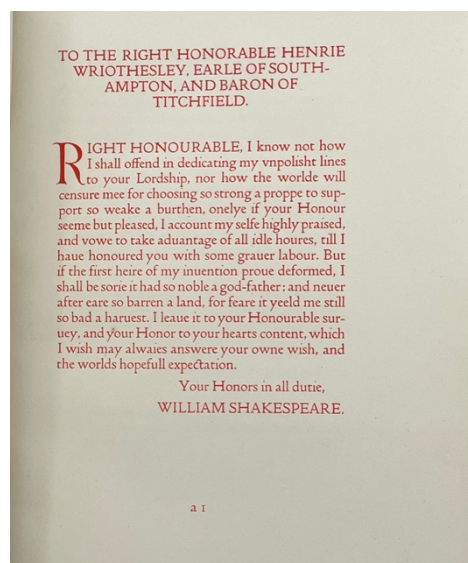 TO THE RIGHT HONORABLE HENRIE
WRIOTHESLEY, EARLE OF SOUTH-
AMPTON, AND BARON OF
TITCHFIELD.
RIGHT HONOURABLE, I know not how
I shall offend in dedicating my vnpolisht lines
to your Lordship, nor how the worlde will
censure mee for choosing so strong a proppe to sup-
port so weake a burthen, onelye if your Honour
seeme but pleased, I account my selfe highly praised,
and vowe to take aduantage of all idle houres, till I
haue honoured you with some grauer labour. But
if the first heire of my inuention proue deformed, I
shall be sorie it had so noble a god-father: and neuer
after eare so barren a land, for feare it yeeld me still
so bad a haruest. I leaue it to your Honourable sur-
uey, and your Honor to your hearts content, which
I wish may alwaies answere your owne wish, and
the worlds hopefull expectation.
Your Honors in all dutie,
WILLIAM SHAKESPEARE.
a 1